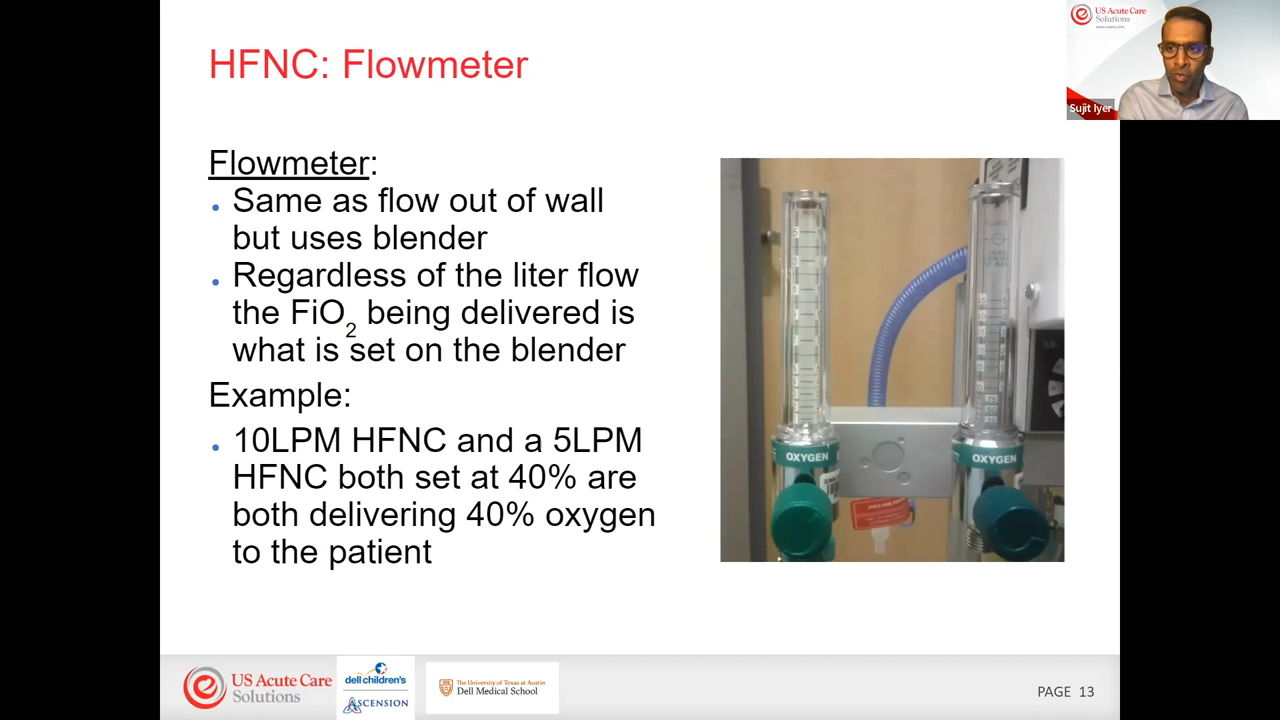 HFNC: Flowmeter
US Acute Care
Solutions
Sujit Iyer
Flowmeter:
• Same as flow out of wall
but uses blender
• Regardless of the liter flow
the FiO2 being delivered is
what is set on the blender
Example:
• 10LPM HFNC and a 5LPM
HFNC both set at 40% are
both delivering 40% oxygen
to the patient
OXYGEN
OXYGEN
US Acute Care
Solutions
dell children's
ASCENSION
The University of Texas at Austin
Dell Medical School
PAGE 13